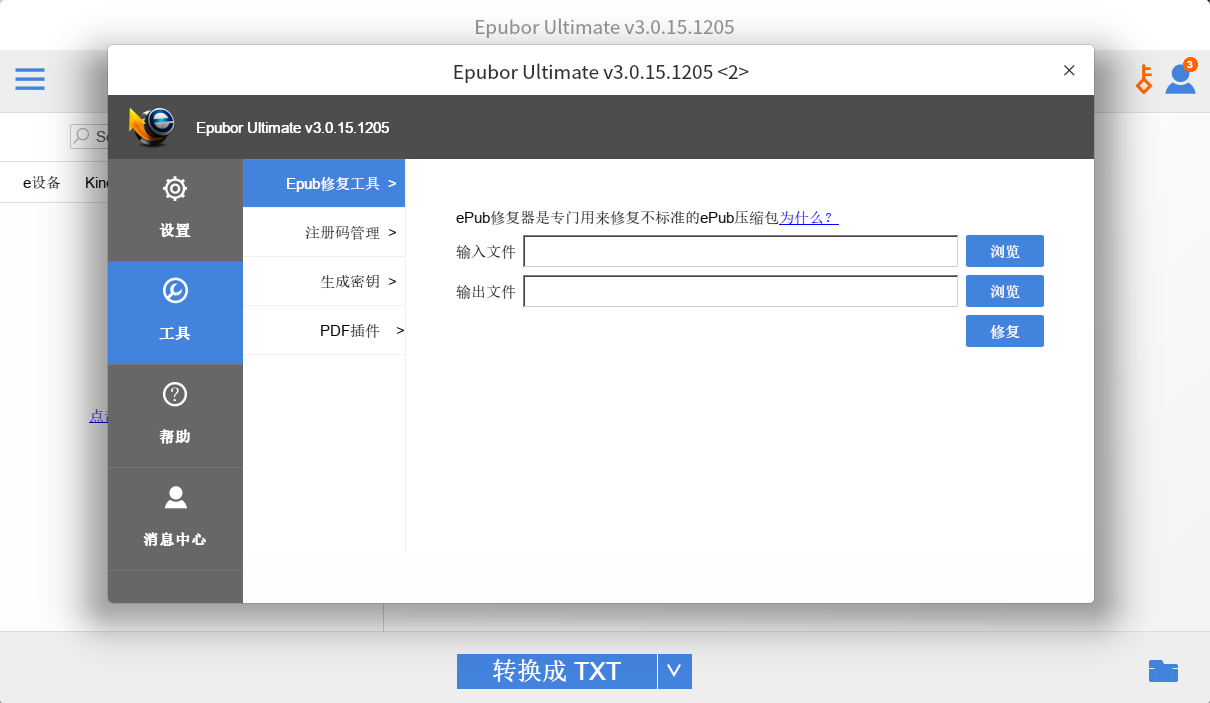 Epubor Ultimate v3.0.15.1205
Epubor Ultimate v3.0.15.1205 <2>
3
Epubor Ultimate v3.0.15.1205
e设备
设置
工具
帮助
消息中心
Epub修复工具 >
注册码管理 >
生成密钥 >
PDF插件 >
ePub修复器是专门用来修复不标准的ePub压缩包为什么？
输入文件
浏览
输出文件
浏览
修复
转换成 TXT